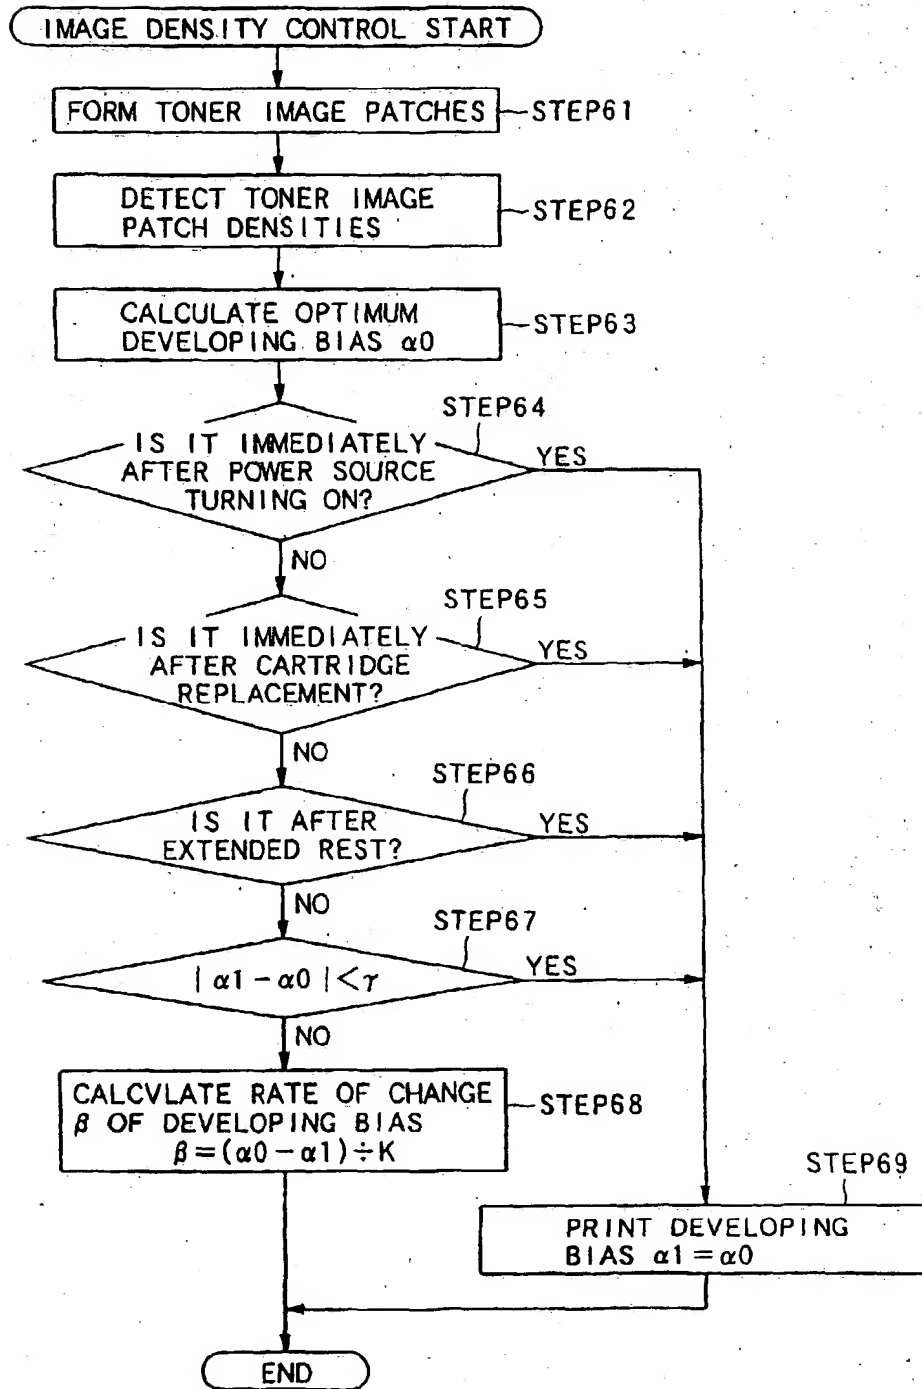 IMAGE DENSITY CONTROL START
FORM TONER IMAGE PATCHES
STEP61
DETECT TONER IMAGE
PATCH DENSITIES
STEP62
CALCULATE OPTIMUM
DEVELOPING BIAS α0
STEP63
STEP64
IS IT IMMEDIATELY
AFTER POWER SOURCE
TURNING ON?
YES
NO
STEP65
IS IT IMMEDIATELY
AFTER CARTRIDGE
REPLACEMENT?
YES
NO
STEP66
IS IT AFTER
EXTENDED REST?
YES
NO
STEP67
| α1 - α0 | < γ
YES
NO
CALCVLATE RATE OF CHANGE
β OF DEVELOPING BIAS
β = (α0 - α1) ÷ K
STEP68
STEP69
PRINT DEVELOPING
BIAS α1 = α0
END